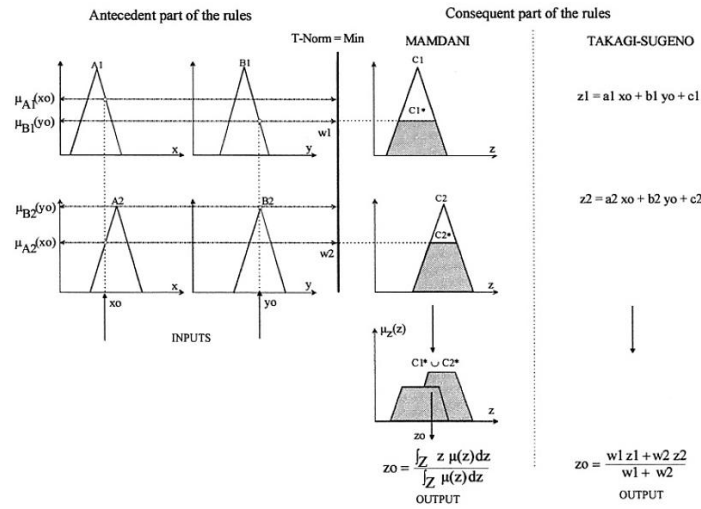 Antecedent part of the rules
Consequent part of the rules
T-Norm = Min
MAMDANI
TAKAGI-SUGENO
A1
B1
C1
μA1(xo)
μB1(yo)
C1*
w1
x
y
z
z1 = a1 xo + b1 yo + c1
A2
B2
C2
μB2(yo)
μA2(xo)
C2*
w2
x
y
z
z2 = a2 xo + b2 yo + c2
xo
yo
INPUTS
μz(z)
C1* ∪ C2*
z
zo
zo = ∫Z z μ(z)dz / ∫Z μ(z)dz
OUTPUT
zo = w1 z1 + w2 z2 / w1 + w2
OUTPUT